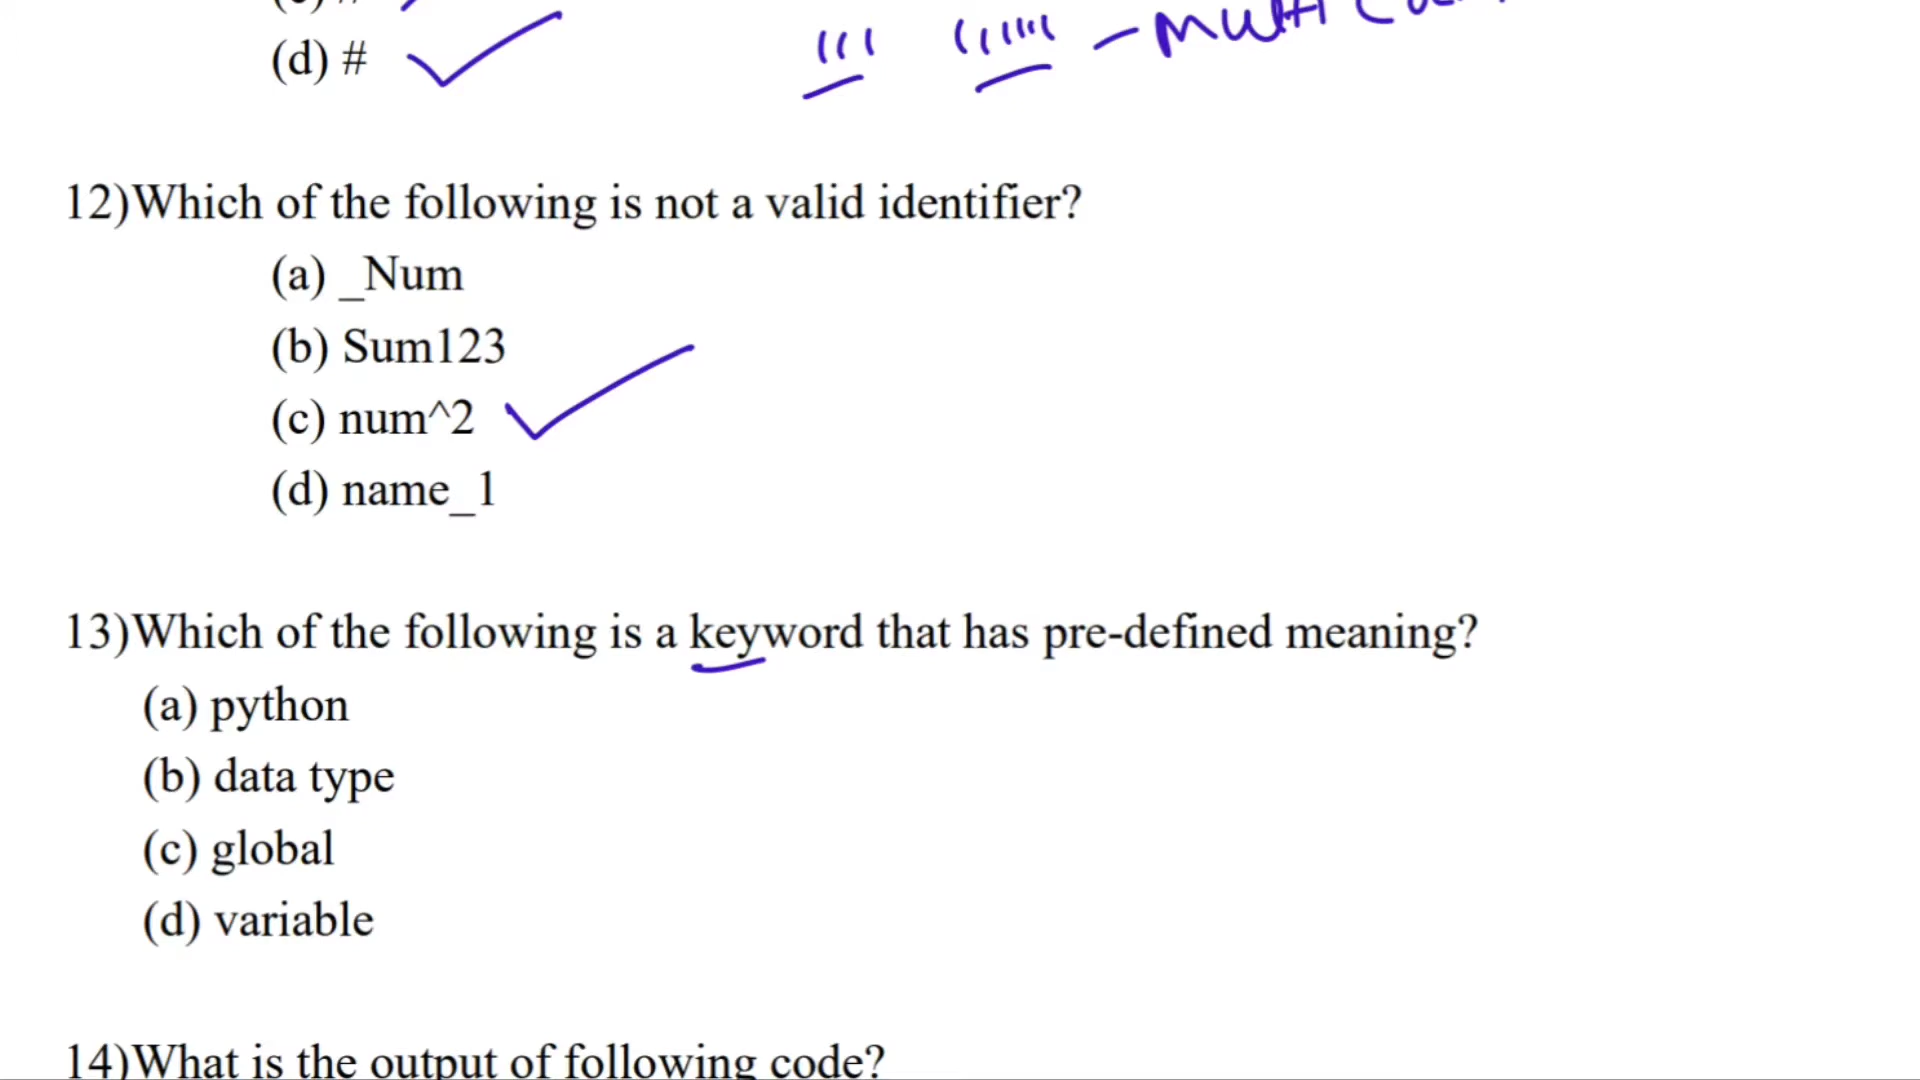 (d) #
''' '''''' - Multi
12)Which of the following is not a valid identifier?
(a) _Num
(b) Sum123
(c) num^2
(d) name_1
13)Which of the following is a keyword that has pre-defined meaning?
(a) python
(b) data type
(c) global
(d) variable
14)What is the output of following code?